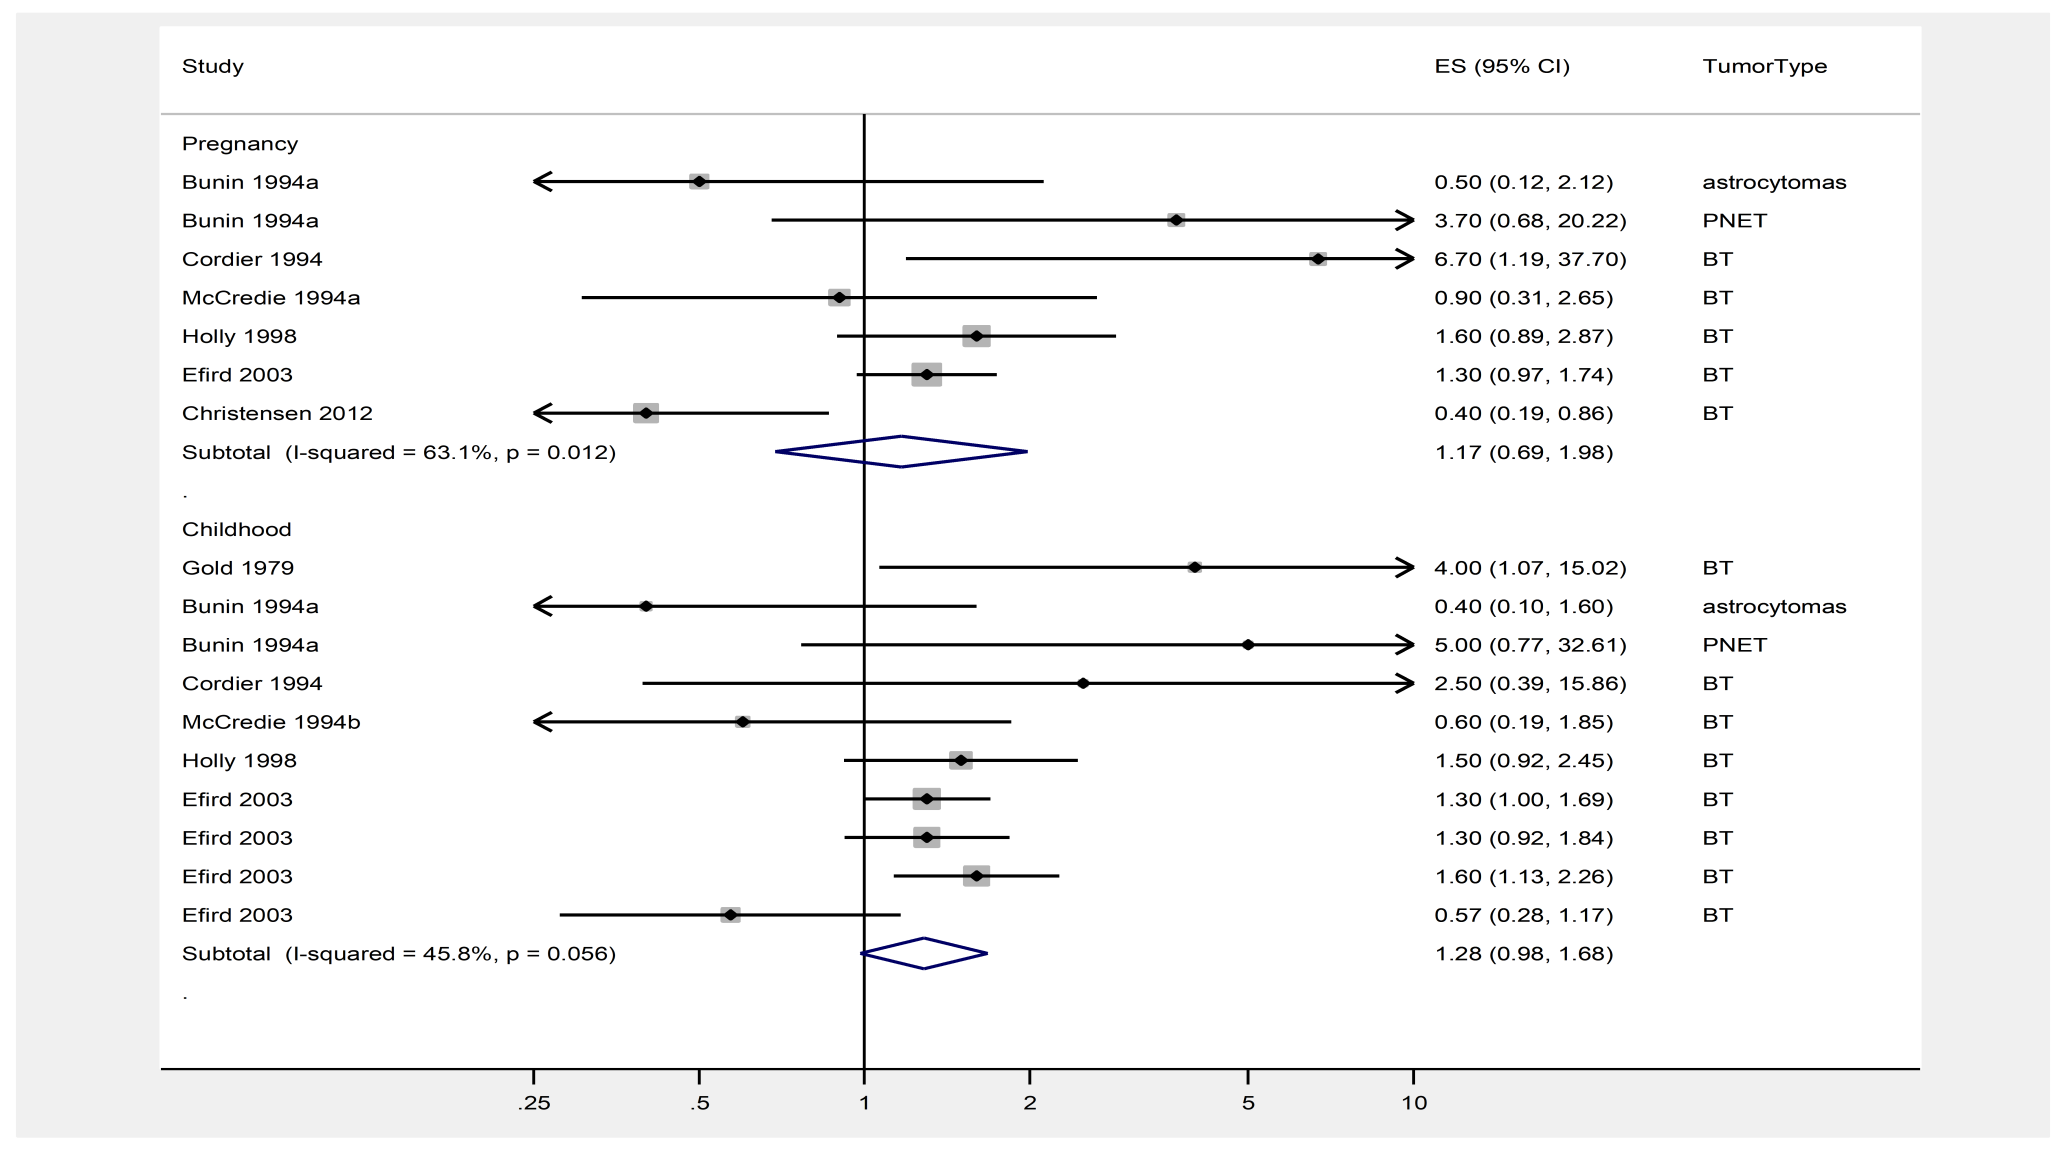 Study ES (95% CI) TumorType
Pregnancy
Bunin 1994a 0.50 (0.12, 2.12) astrocytomas
Bunin 1994a 3.70 (0.68, 20.22) PNET
Cordier 1994 6.70 (1.19, 37.70) BT
McCredie 1994a 0.90 (0.31, 2.65) BT
Holly 1998 1.60 (0.89, 2.87) BT
Efird 2003 1.30 (0.97, 1.74) BT
Christensen 2012 0.40 (0.19, 0.86) BT
Subtotal (I-squared = 63.1%, p = 0.012) 1.17 (0.69, 1.98)
.
Childhood
Gold 1979 4.00 (1.07, 15.02) BT
Bunin 1994a 0.40 (0.10, 1.60) astrocytomas
Bunin 1994a 5.00 (0.77, 32.61) PNET
Cordier 1994 2.50 (0.39, 15.86) BT
McCredie 1994b 0.60 (0.19, 1.85) BT
Holly 1998 1.50 (0.92, 2.45) BT
Efird 2003 1.30 (1.00, 1.69) BT
Efird 2003 1.30 (0.92, 1.84) BT
Efird 2003 1.60 (1.13, 2.26) BT
Efird 2003 0.57 (0.28, 1.17) BT
Subtotal (I-squared = 45.8%, p = 0.056) 1.28 (0.98, 1.68)
.
.25 .5 1 2 5 10